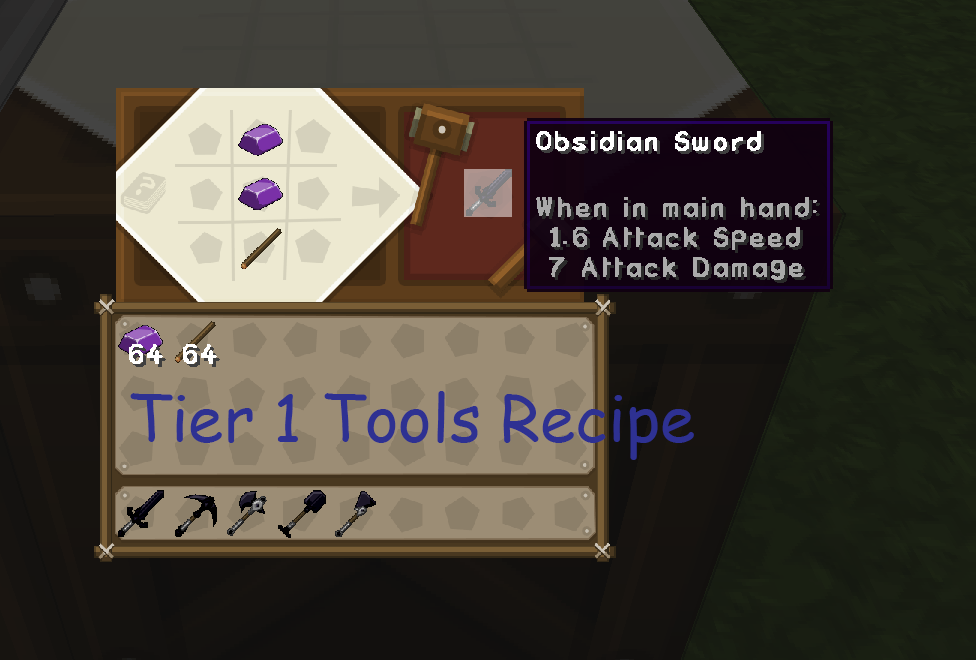 Obsidian Sword
When in main hand:
1.6 Attack Speed
7 Attack Damage
?
64 64
Tier 1 Tools Recipe